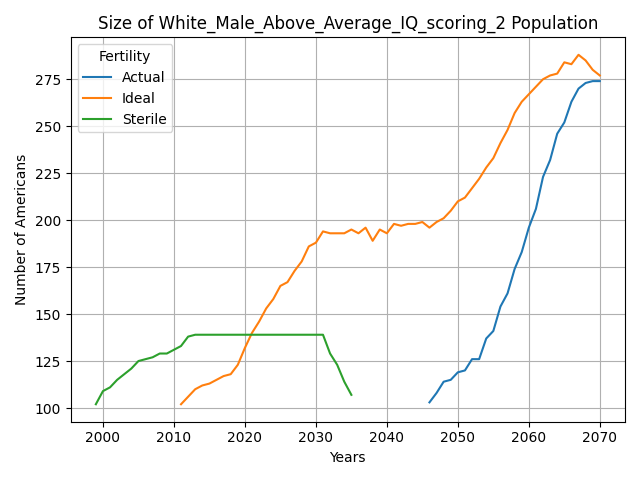 Size of White_Male_Above_Average_IQ_scoring_2 Population
Fertility
Actual
Ideal
Sterile
Number of Americans
275
250
225
200
175
150
125
100
2000 2010 2020 2030 2040 2050 2060 2070
Years